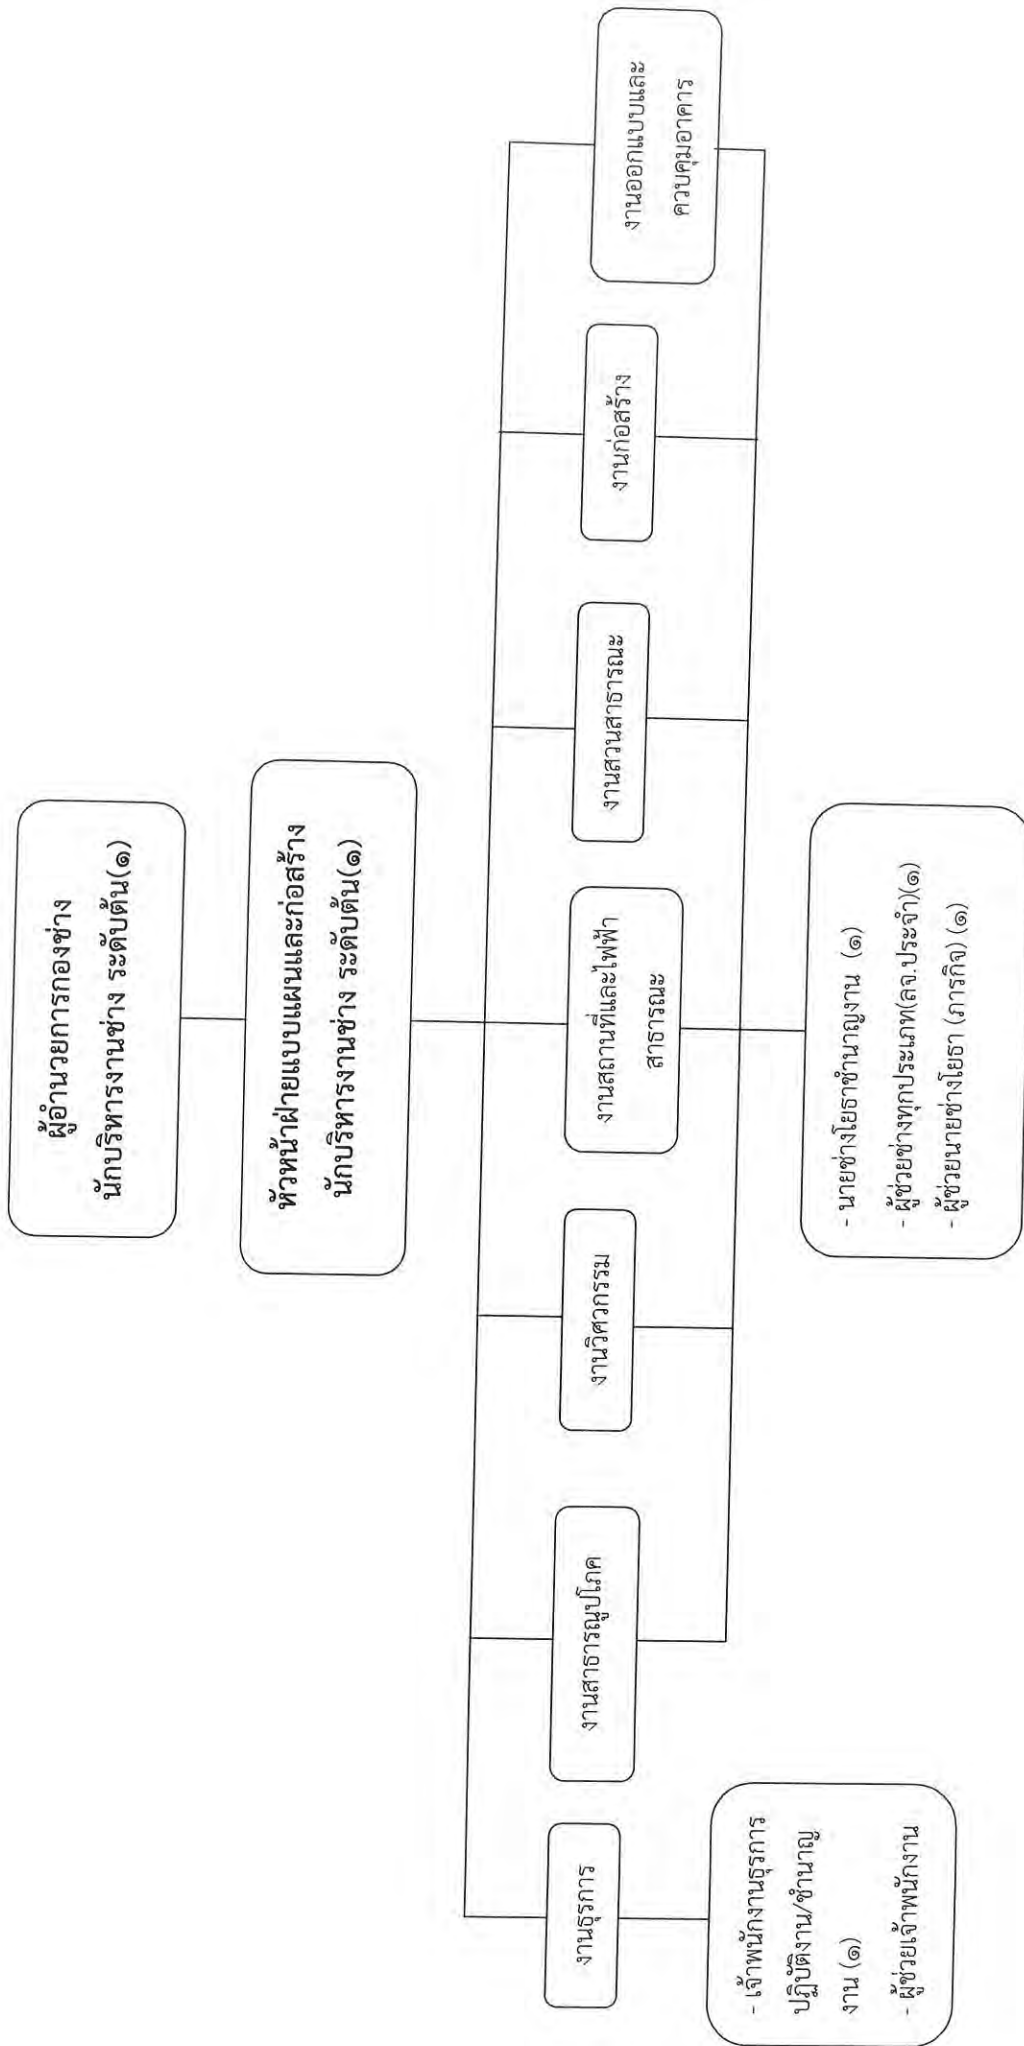 ผู้อำนวยการกองช่าง
นักบริหารงานช่าง ระดับต้น(๑)
หัวหน้าฝ่ายแบบแผนและก่อสร้าง
นักบริหารงานช่าง ระดับต้น(๑)
งานธุรการ
งานสาธารณูปโภค
งานวิศวกรรม
งานสถานที่และไฟฟ้า
สาธารณะ
งานสวนสาธารณะ
งานก่อสร้าง
งานออกแบบและ
ควบคุมอาคาร
- เจ้าพนักงานธุรการ
ปฏิบัติงาน/ชำนาญ
งาน (๑)
- ผู้ช่วยเจ้าพนักงาน
- นายช่างโยธาชำนาญงาน (๑)
- ผู้ช่วยช่างทุกประเภท(ลจ.ประจำ)(๑)
- ผู้ช่วยนายช่างโยธา (ภารกิจ) (๑)